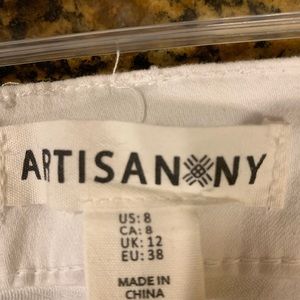 ARTISAN NY
US: 8
CA: 8
UK: 12
EU: 38
MADE IN
CHINA